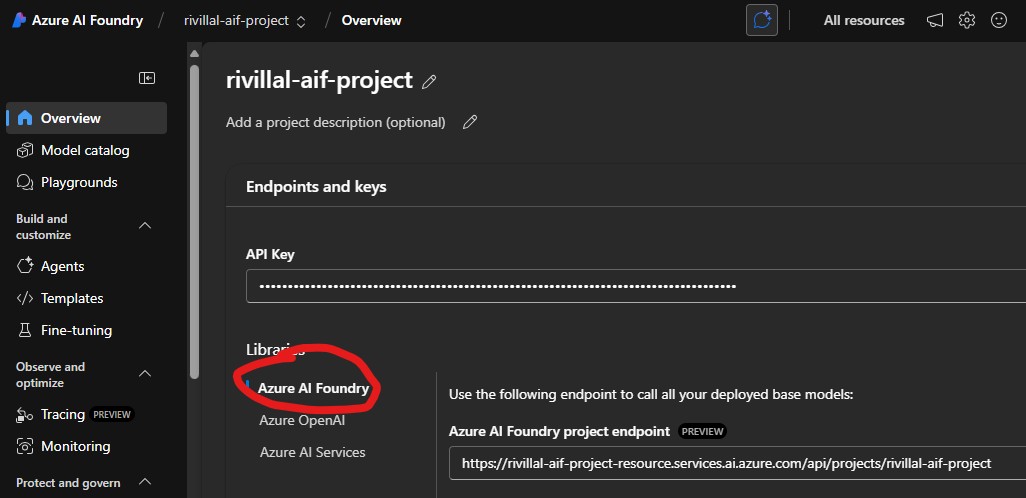 Azure AI Foundry / rivillal-aif-project / Overview All resources
rivillal-aif-project
Add a project description (optional)
Overview
Model catalog
Playgrounds
Build and
customize
Agents
Templates
Fine-tuning
Observe and
optimize
Tracing PREVIEW
Monitoring
Protect and govern
Endpoints and keys
API Key
••••••••••••••••••••••••••••••••••••••••••••••••••••••••••••••••••••••••••••••••••••
Libraries
Azure AI Foundry
Azure OpenAI
Azure AI Services
Use the following endpoint to call all your deployed base models:
Azure AI Foundry project endpoint PREVIEW
https://rivillal-aif-project-resource.services.ai.azure.com/api/projects/rivillal-aif-project